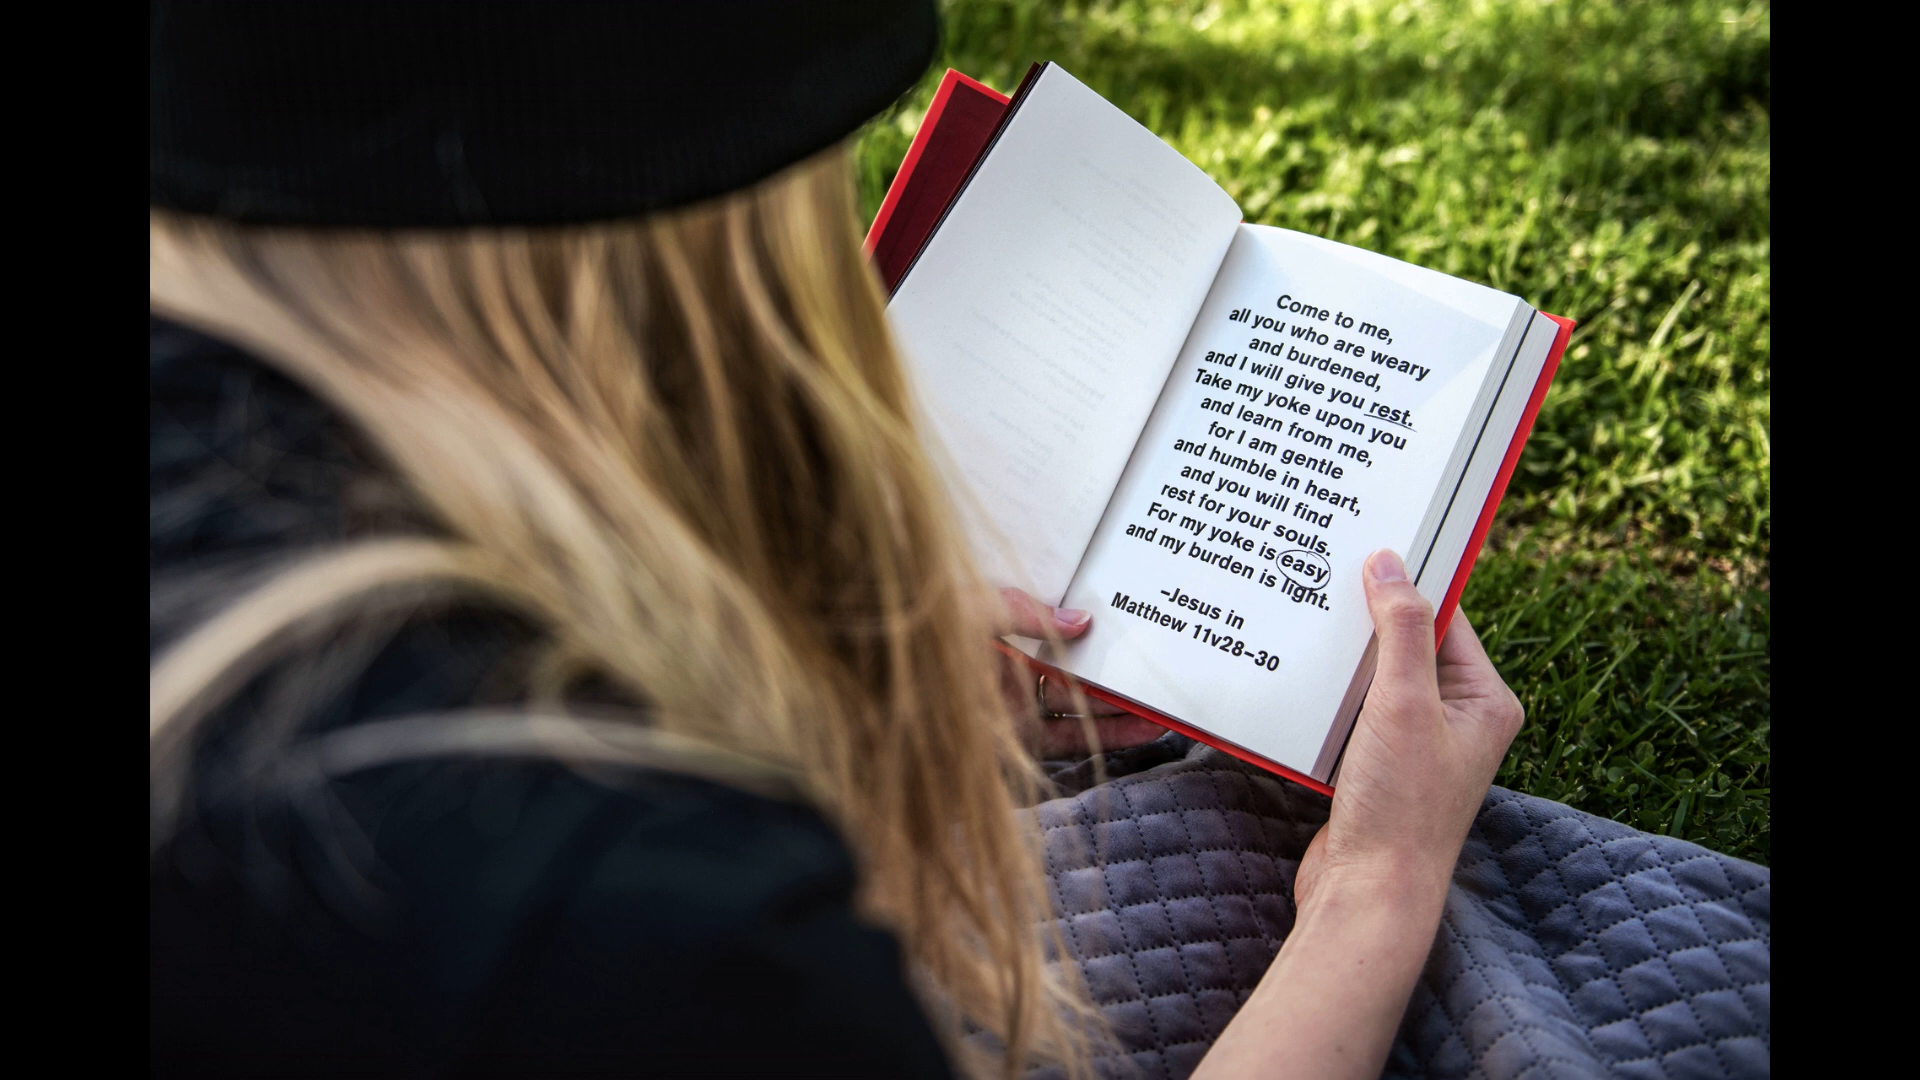 Come to me,
all you who are weary
and burdened,
and I will give you rest.
Take my yoke upon you
and learn from me,
for I am gentle
and humble in heart,
and you will find
rest for your souls.
For my yoke is easy
and my burden is light.
–Jesus in
Matthew 11v28–30